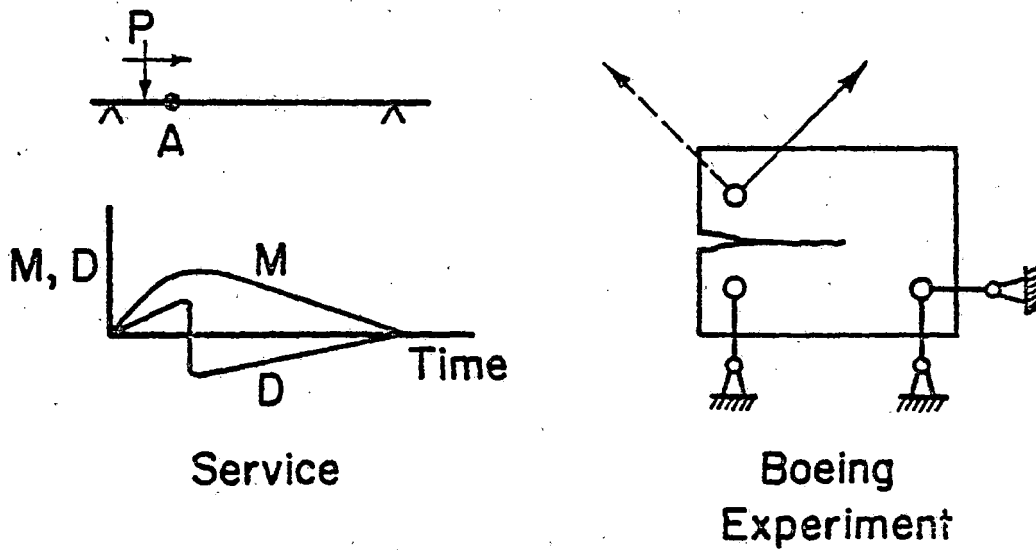 P
A
M, D
M
D
Time
Service
Boeing
Experiment